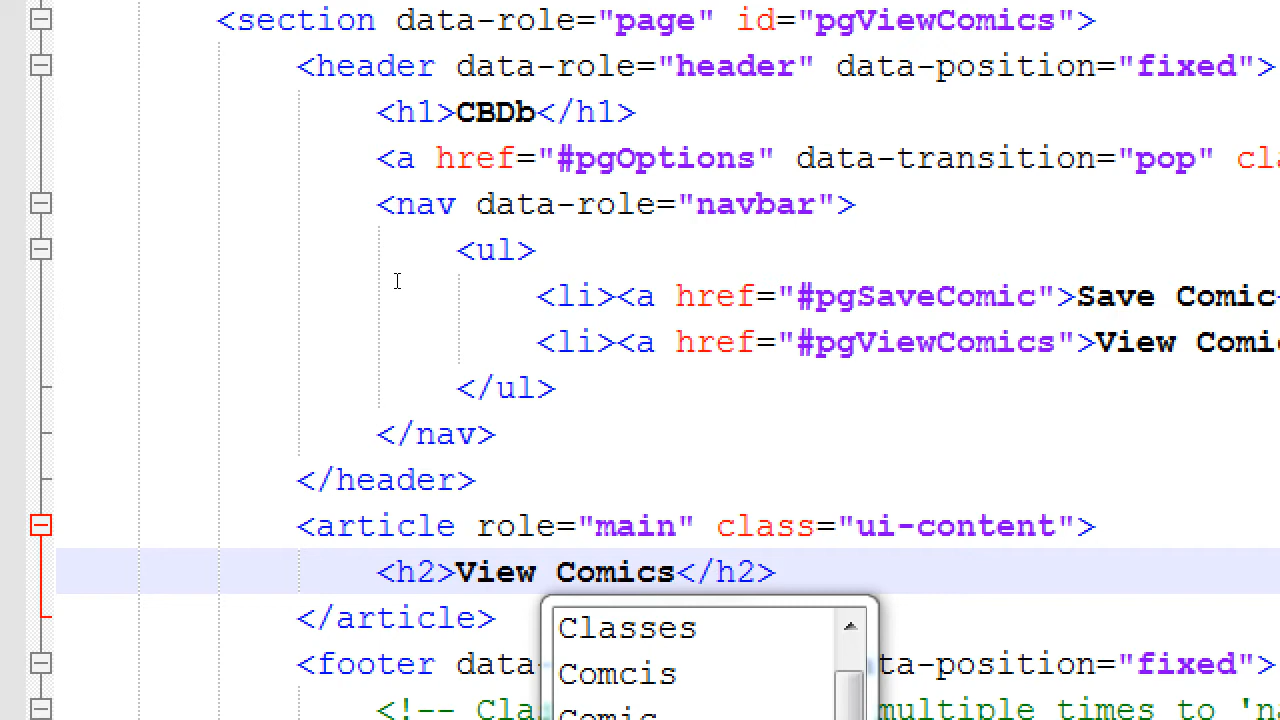 <section data-role="page" id="pgViewComics">
<header data-role="header" data-position="fixed">
<h1>CBDb</h1>
<a href="#pgOptions" data-transition="pop" cla
<nav data-role="navbar">
<ul>
<li><a href="#pgSaveComic">Save Comic
<li><a href="#pgViewComics">View Comi
</ul>
</nav>
</header>
<article role="main" class="ui-content">
<h2>View Comics</h2>
</article>
Classes
<footer data- ta-position="fixed">
Comcis
<!-- Cla multiple times to 'n
Comic